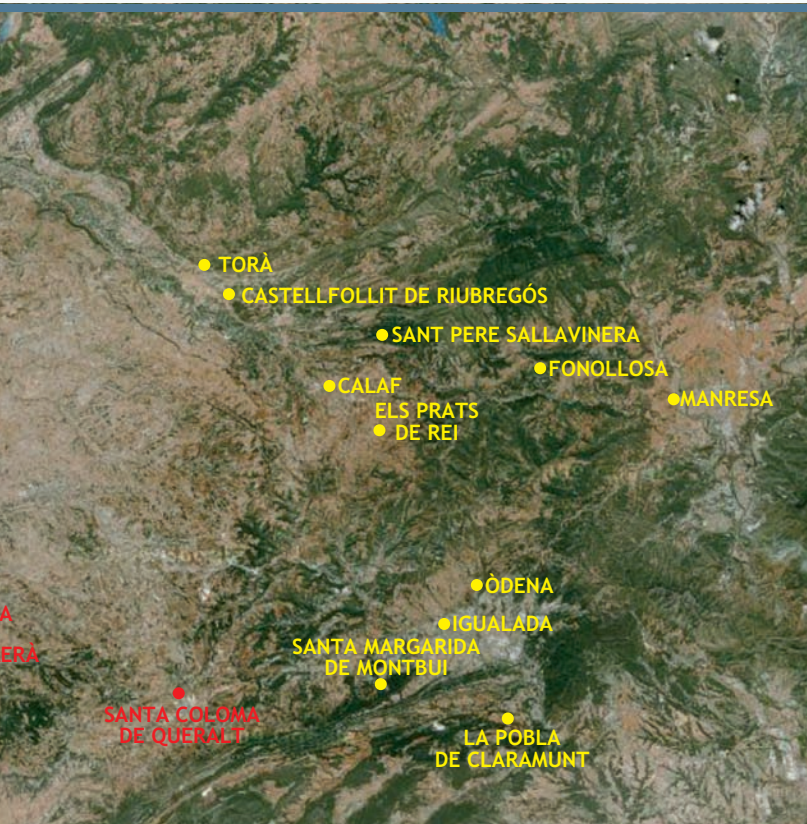 TORÀ
CASTELLFOLLIT DE RIUBREGÓS
SANT PERE SALLAVINERA
FONOLLOSA
CALAF
MANRESA
ELS PRATS
DE REI
ÒDENA
A
IGUALADA
SANTA MARGARIDA
DE MONTBUI
ERÀ
SANTA COLOMA
DE QUERALT
LA POBLA
DE CLARAMUNT